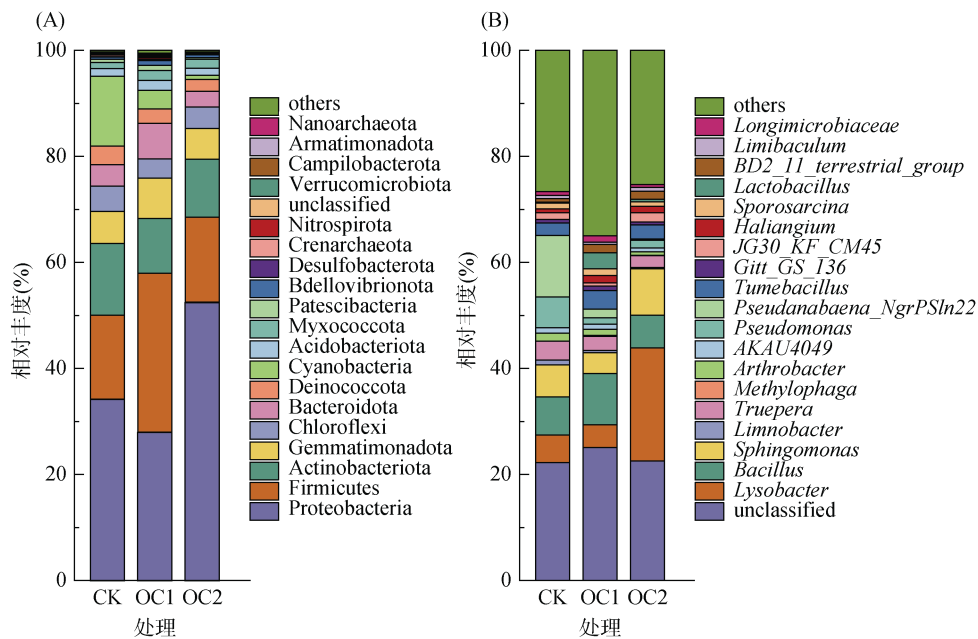 (A)
相对丰度(%)
100
80
60
40
20
0
CK OC1 OC2
处理
others
Nanoarchaeota
Armatimonadota
Campilobacterota
Verrucomicrobiota
unclassified
Nitrospirota
Crenarchaeota
Desulfobacterota
Bdellovibrionota
Patescibacteria
Myxococcota
Acidobacteriota
Cyanobacteria
Deinococcota
Bacteroidota
Chloroflexi
Gemmatimonadota
Actinobacteriota
Firmicutes
Proteobacteria
(B)
相对丰度(%)
100
80
60
40
20
0
CK OC1 OC2
处理
others
Longimicrobiaceae
Limibaculum
BD2_11_terrestrial_group
Lactobacillus
Sporosarcina
Haliangium
JG30_KF_CM45
Gitt_GS_136
Tumebacillus
Pseudanabaena_NgrPSln22
Pseudomonas
AKAU4049
Arthrobacter
Methylophaga
Truepera
Limnobacter
Sphingomonas
Bacillus
Lysobacter
unclassified